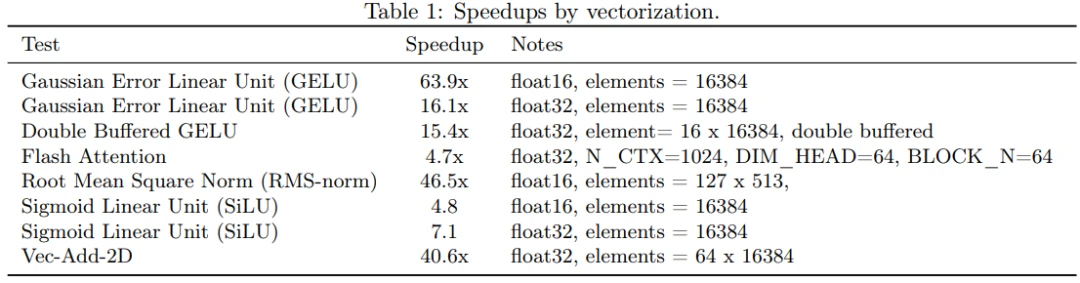 Table 1: Speedups by vectorization.
Test Speedup Notes
Gaussian Error Linear Unit (GELU) 63.9x float16, elements = 16384
Gaussian Error Linear Unit (GELU) 16.1x float32, elements = 16384
Double Buffered GELU 15.4x float32, element= 16 x 16384, double buffered
Flash Attention 4.7x float32, N_CTX=1024, DIM_HEAD=64, BLOCK_N=64
Root Mean Square Norm (RMS-norm) 46.5x float16, elements = 127 x 513,
Sigmoid Linear Unit (SiLU) 4.8 float16, elements = 16384
Sigmoid Linear Unit (SiLU) 7.1 float32, elements = 16384
Vec-Add-2D 40.6x float32, elements = 64 x 16384